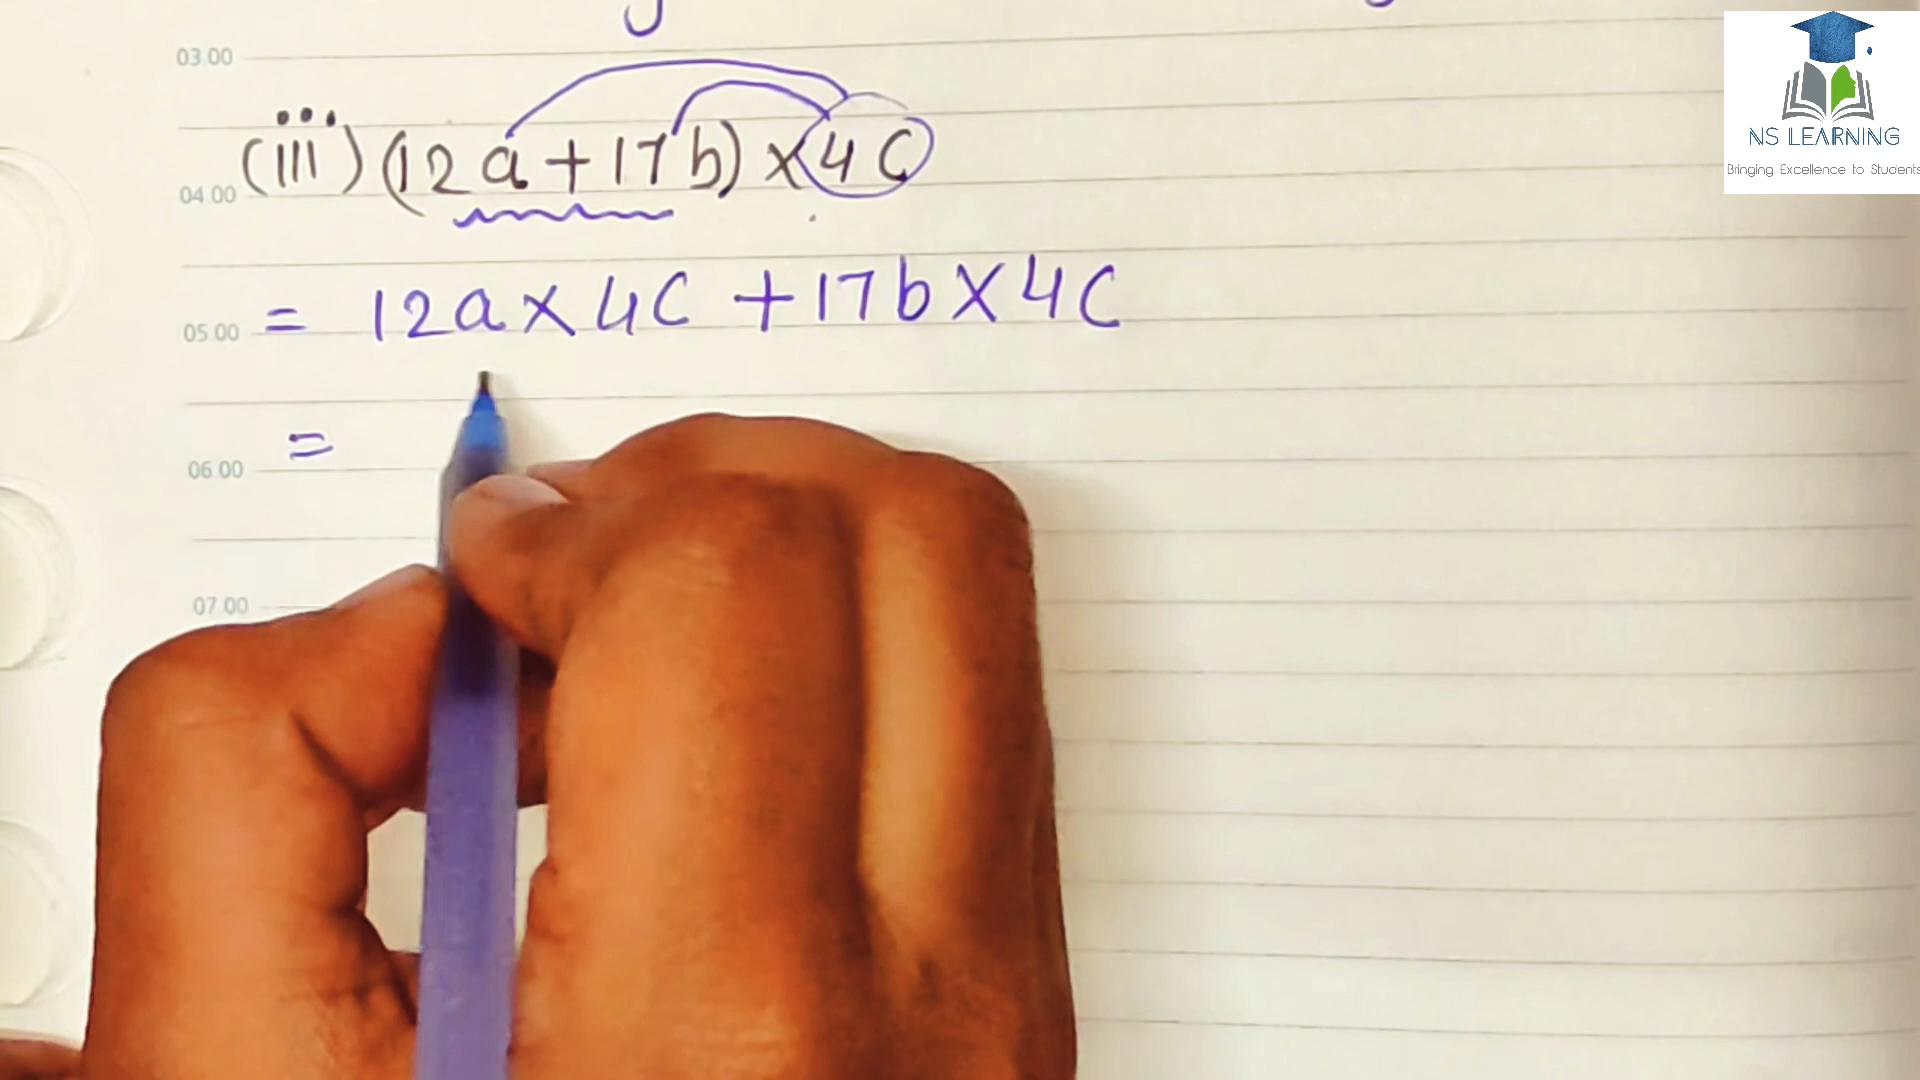 03.00
NS LEARNING
Bringing Excellence to Students
(iii) (12a+17b) ×4C
04.00
05.00 = 12a×4C +17b×4C
=
06.00
07.00